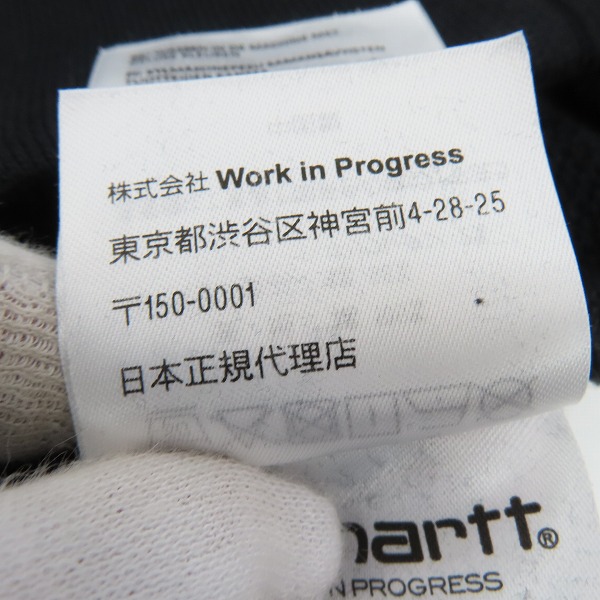 株式会社 Work in Progress
東京都渋谷区神宮前4-28-25
〒150-0001
日本正規代理店
hartt®
IN PROGRESS